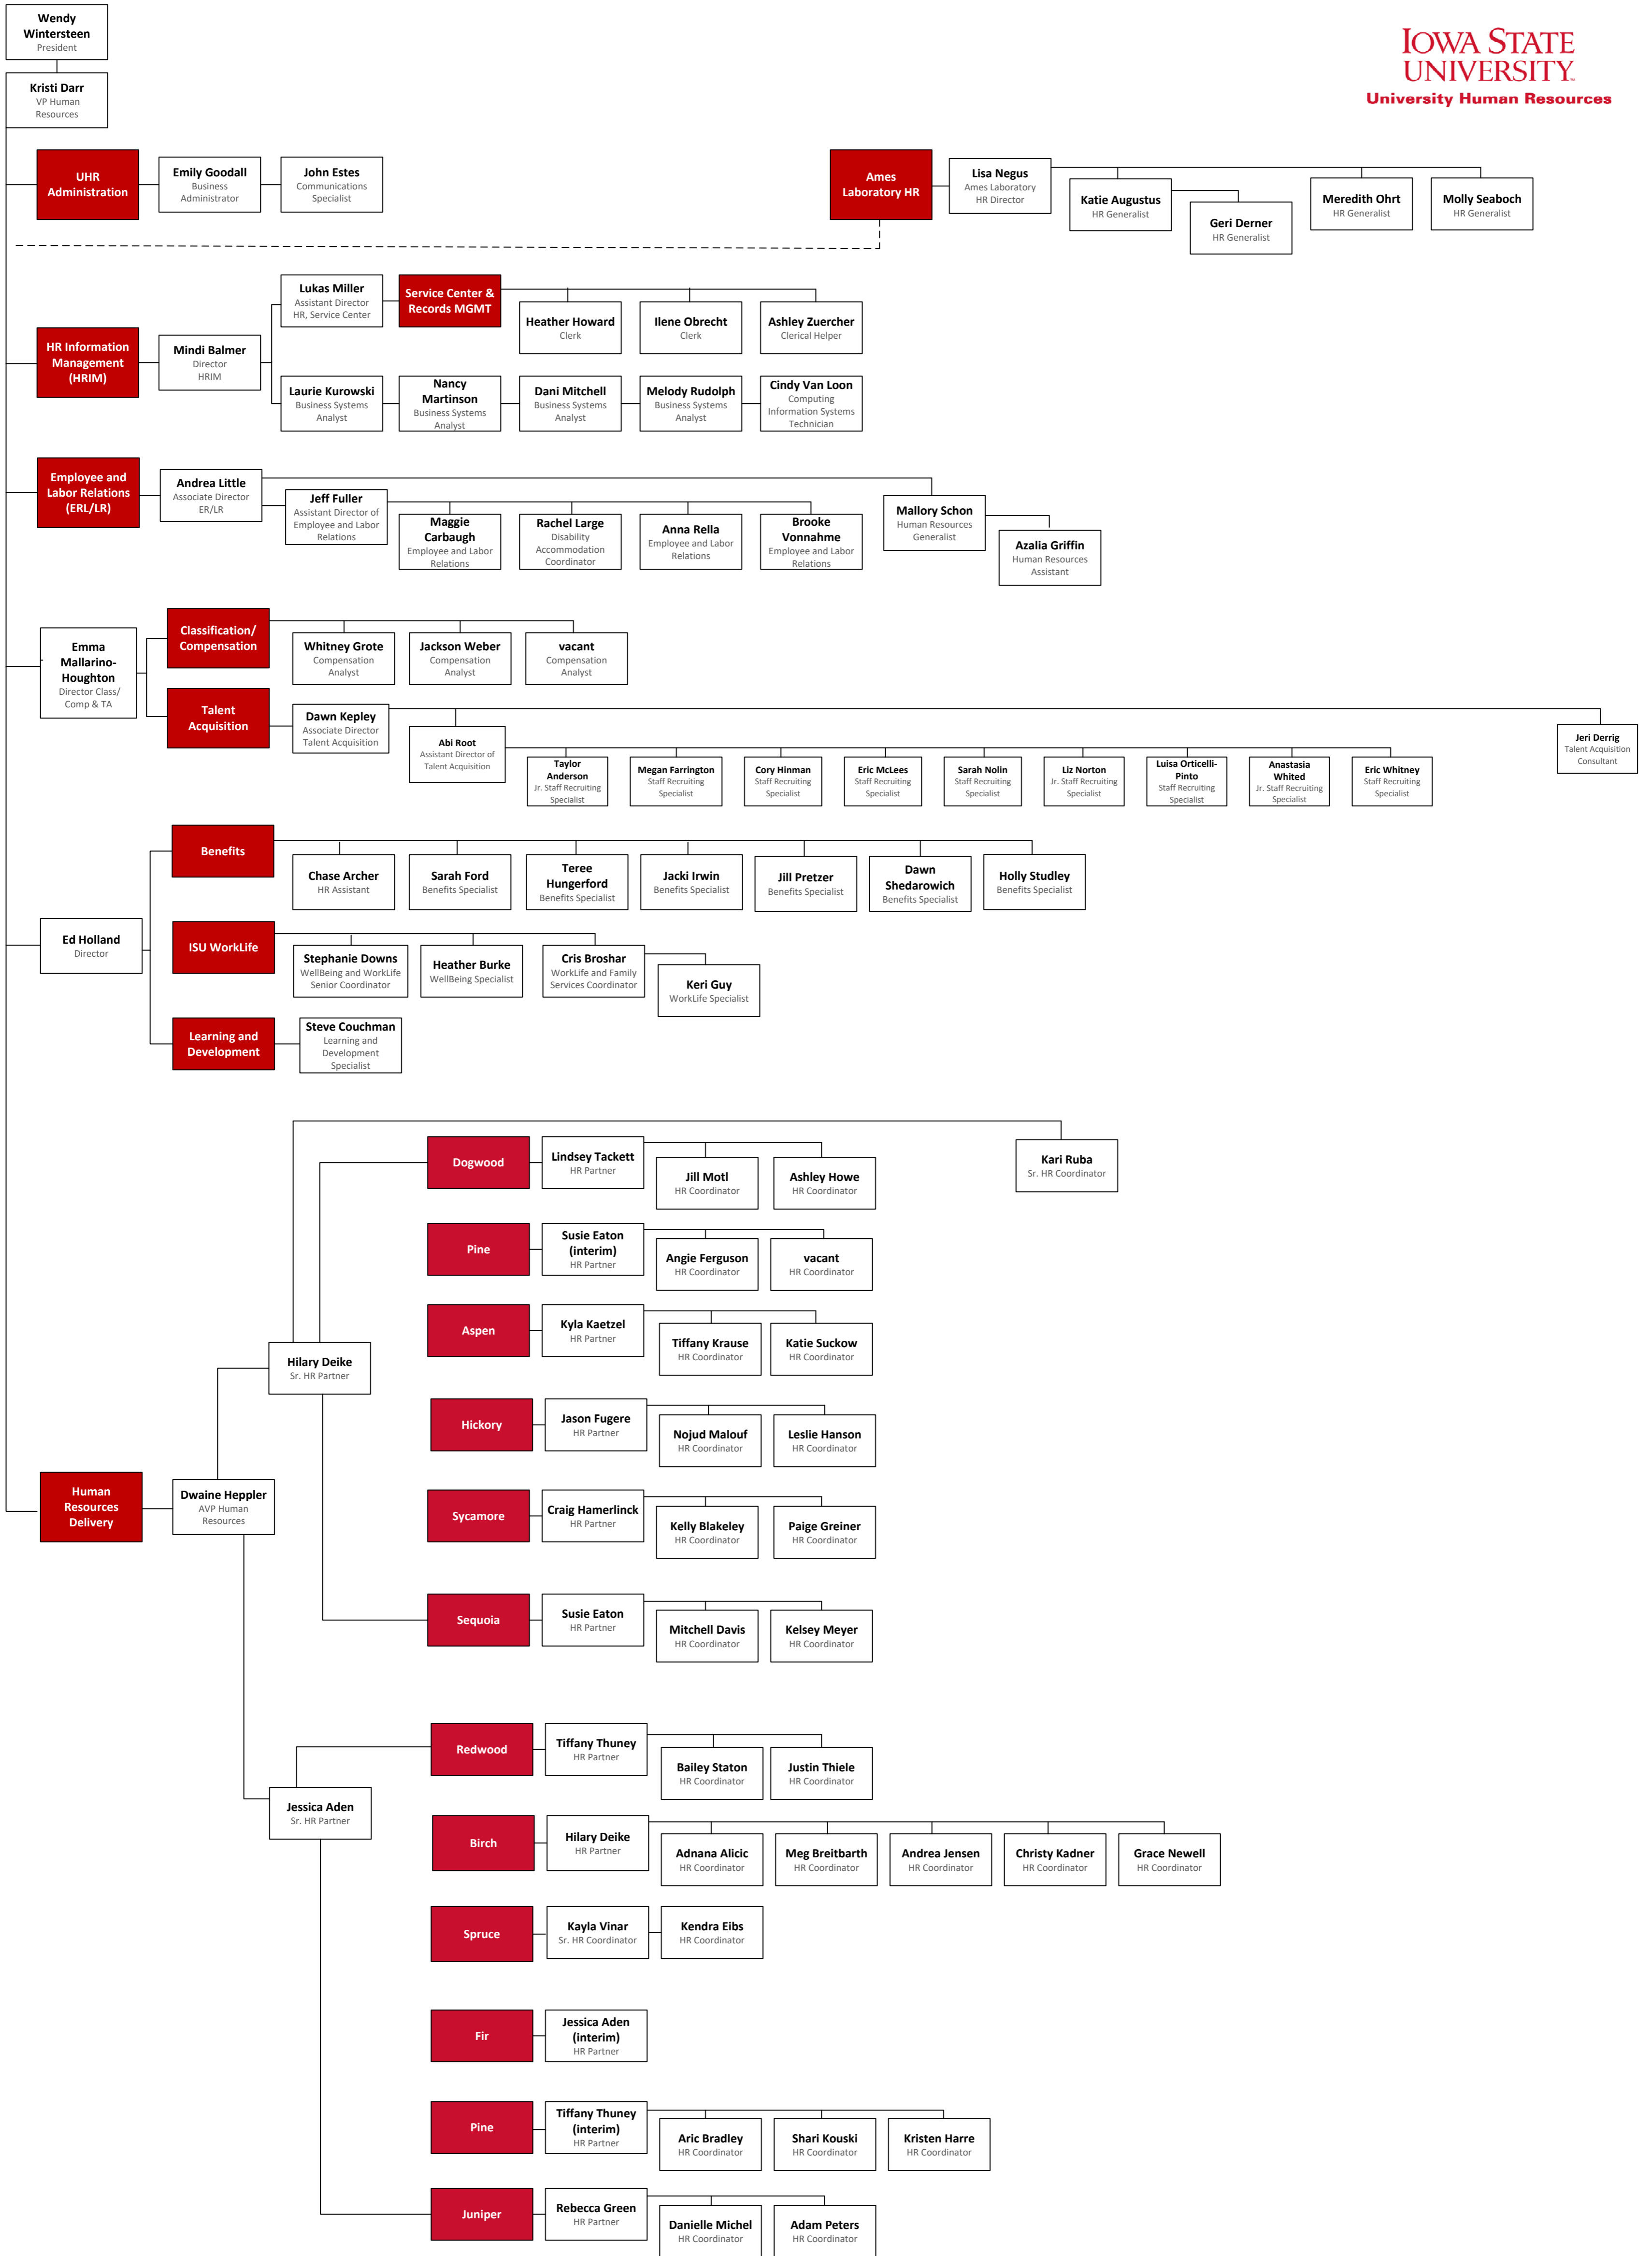 Wendy
Wintersteen
President
Kristi Darr
VP Human
Resources
IOWA STATE
UNIVERSITY™
University Human Resources
UHR
Administration
Emily Goodall
Business
Administrator
John Estes
Communications
Specialist
Ames
Laboratory HR
Lisa Negus
Ames Laboratory
HR Director
Katie Augustus
HR Generalist
Geri Derner
HR Generalist
Meredith Ohrt
HR Generalist
Molly Seaboch
HR Generalist
HR Information
Management
(HRIM)
Mindi Balmer
Director
HRIM
Lukas Miller
Assistant Director
HR, Service Center
Service Center &
Records MGMT
Heather Howard
Clerk
Ilene Obrecht
Clerk
Ashley Zuercher
Clerical Helper
Laurie Kurowski
Business Systems
Analyst
Nancy
Martinson
Business Systems
Analyst
Dani Mitchell
Business Systems
Analyst
Melody Rudolph
Business Systems
Analyst
Cindy Van Loon
Computing
Information Systems
Technician
Employee and
Labor Relations
(ERL/LR)
Andrea Little
Associate Director
ER/LR
Jeff Fuller
Assistant Director of
Employee and Labor
Relations
Maggie
Carbaugh
Employee and Labor
Relations
Rachel Large
Disability
Accommodation
Coordinator
Anna Rella
Employee and Labor
Relations
Brooke
Vonnahme
Employee and Labor
Relations
Mallory Schon
Human Resources
Generalist
Azalia Griffin
Human Resources
Assistant
Emma
Mallarino-
Houghton
Director Class/
Comp & TA
Classification/
Compensation
Whitney Grote
Compensation
Analyst
Jackson Weber
Compensation
Analyst
vacant
Compensation
Analyst
Talent
Acquisition
Dawn Kepley
Associate Director
Talent Acquisition
Abi Root
Assistant Director of
Talent Acquisition
Taylor
Anderson
Jr. Staff Recruiting
Specialist
Megan Farrington
Staff Recruiting
Specialist
Cory Hinman
Staff Recruiting
Specialist
Eric McLees
Staff Recruiting
Specialist
Sarah Nolin
Staff Recruiting
Specialist
Liz Norton
Jr. Staff Recruiting
Specialist
Luisa Orticelli-
Pinto
Staff Recruiting
Specialist
Anastasia
Whited
Jr. Staff Recruiting
Specialist
Eric Whitney
Staff Recruiting
Specialist
Jeri Derrig
Talent Acquisition
Consultant
Ed Holland
Director
Benefits
Chase Archer
HR Assistant
Sarah Ford
Benefits Specialist
Teree
Hungerford
Benefits Specialist
Jacki Irwin
Benefits Specialist
Jill Pretzer
Benefits Specialist
Dawn
Shedarowich
Benefits Specialist
Holly Studley
Benefits Specialist
ISU WorkLife
Stephanie Downs
WellBeing and WorkLife
Senior Coordinator
Heather Burke
WellBeing Specialist
Cris Broshar
WorkLife and Family
Services Coordinator
Keri Guy
WorkLife Specialist
Learning and
Development
Steve Couchman
Learning and
Development
Specialist
Human
Resources
Delivery
Dwaine Heppler
AVP Human
Resources
Hilary Deike
Sr. HR Partner
Kari Ruba
Sr. HR Coordinator
Dogwood
Lindsey Tackett
HR Partner
Jill Motl
HR Coordinator
Ashley Howe
HR Coordinator
Pine
Susie Eaton
(interim)
HR Partner
Angie Ferguson
HR Coordinator
vacant
HR Coordinator
Aspen
Kyla Kaetzel
HR Partner
Tiffany Krause
HR Coordinator
Katie Suckow
HR Coordinator
Hickory
Jason Fugere
HR Partner
Nojud Malouf
HR Coordinator
Leslie Hanson
HR Coordinator
Sycamore
Craig Hamerlinck
HR Partner
Kelly Blakeley
HR Coordinator
Paige Greiner
HR Coordinator
Sequoia
Susie Eaton
HR Partner
Mitchell Davis
HR Coordinator
Kelsey Meyer
HR Coordinator
Jessica Aden
Sr. HR Partner
Redwood
Tiffany Thuney
HR Partner
Bailey Staton
HR Coordinator
Justin Thiele
HR Coordinator
Birch
Hilary Deike
HR Partner
Adnana Alicic
HR Coordinator
Meg Breitbarth
HR Coordinator
Andrea Jensen
HR Coordinator
Christy Kadner
HR Coordinator
Grace Newell
HR Coordinator
Spruce
Kayla Vinar
Sr. HR Coordinator
Kendra Eibs
HR Coordinator
Fir
Jessica Aden
(interim)
HR Partner
Pine
Tiffany Thuney
(interim)
HR Partner
Aric Bradley
HR Coordinator
Shari Kouski
HR Coordinator
Kristen Harre
HR Coordinator
Juniper
Rebecca Green
HR Partner
Danielle Michel
HR Coordinator
Adam Peters
HR Coordinator